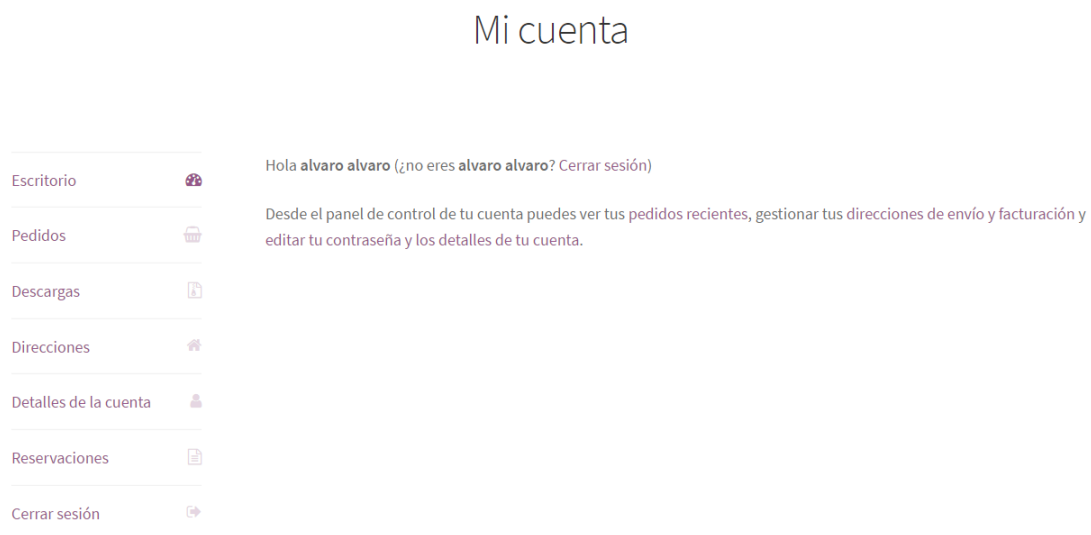 Mi cuenta
Escritorio
Pedidos
Descargas
Direcciones
Detalles de la cuenta
Reservaciones
Cerrar sesión
Hola alvaro alvaro (¿no eres alvaro alvaro? Cerrar sesión)
Desde el panel de control de tu cuenta puedes ver tus pedidos recientes, gestionar tus direcciones de envío y facturación y
editar tu contraseña y los detalles de tu cuenta.